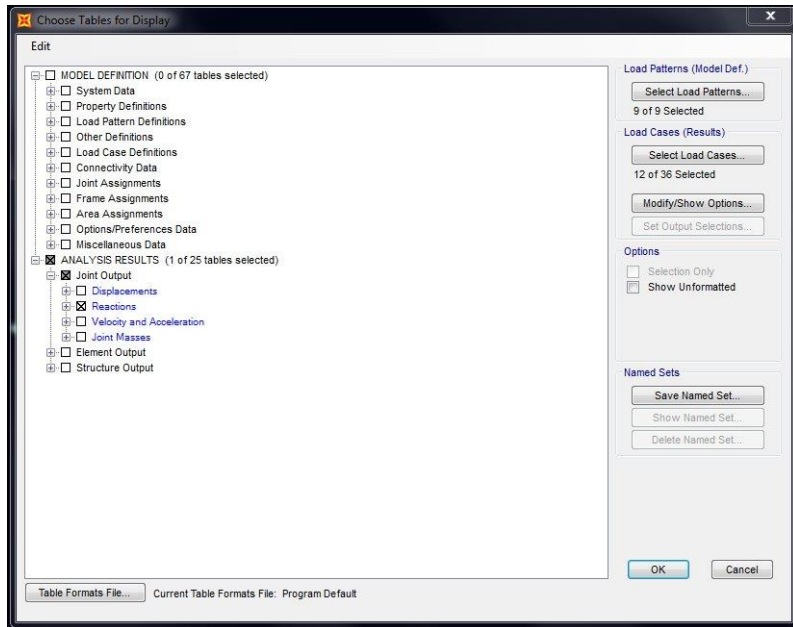 Choose Tables for Display
X
Edit
MODEL DEFINITION (0 of 67 tables selected)
System Data
Property Definitions
Load Pattern Definitions
Other Definitions
Load Case Definitions
Connectivity Data
Joint Assignments
Frame Assignments
Area Assignments
Options/Preferences Data
Miscellaneous Data
ANALYSIS RESULTS (1 of 25 tables selected)
Joint Output
Displacements
Reactions
Velocity and Acceleration
Joint Masses
Element Output
Structure Output
Load Patterns (Model Def.)
Select Load Patterns...
9 of 9 Selected
Load Cases (Results)
Select Load Cases...
12 of 36 Selected
Modify/Show Options...
Set Output Selections...
Options
Selection Only
Show Unformatted
Named Sets
Save Named Set...
Show Named Set...
Delete Named Set...
OK Cancel
Table Formats File... Current Table Formats File: Program Default